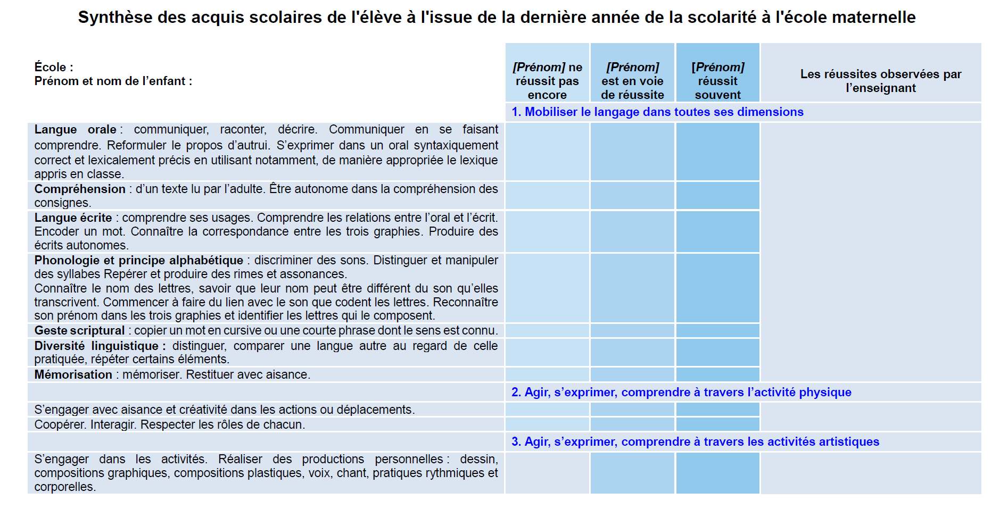 Synthèse des acquis scolaires de l'élève à l'issue de la dernière année de la scolarité à l'école maternelle
École :
Prénom et nom de l’enfant :
[Prénom] ne
réussit pas
encore
[Prénom]
est en voie
de réussite
[Prénom]
réussit
souvent
Les réussites observées par
l’enseignant
1. Mobiliser le langage dans toutes ses dimensions
Langue orale : communiquer, raconter, décrire. Communiquer en se faisant
comprendre. Reformuler le propos d’autrui. S’exprimer dans un oral syntaxiquement
correct et lexicalement précis en utilisant notamment, de manière appropriée le lexique
appris en classe.
Compréhension : d’un texte lu par l’adulte. Être autonome dans la compréhension des
consignes.
Langue écrite : comprendre ses usages. Comprendre les relations entre l’oral et l’écrit.
Encoder un mot. Connaître la correspondance entre les trois graphies. Produire des
écrits autonomes.
Phonologie et principe alphabétique : discriminer des sons. Distinguer et manipuler
des syllabes Repérer et produire des rimes et assonances.
Connaître le nom des lettres, savoir que leur nom peut être différent du son qu’elles
transcrivent. Commencer à faire du lien avec le son que codent les lettres. Reconnaître
son prénom dans les trois graphies et identifier les lettres qui le composent.
Geste scriptural : copier un mot en cursive ou une courte phrase dont le sens est connu.
Diversité linguistique : distinguer, comparer une langue autre au regard de celle
pratiquée, répéter certains éléments.
Mémorisation : mémoriser. Restituer avec aisance.
2. Agir, s’exprimer, comprendre à travers l’activité physique
S’engager avec aisance et créativité dans les actions ou déplacements.
Coopérer. Interagir. Respecter les rôles de chacun.
3. Agir, s’exprimer, comprendre à travers les activités artistiques
S’engager dans les activités. Réaliser des productions personnelles : dessin,
compositions graphiques, compositions plastiques, voix, chant, pratiques rythmiques et
corporelles.